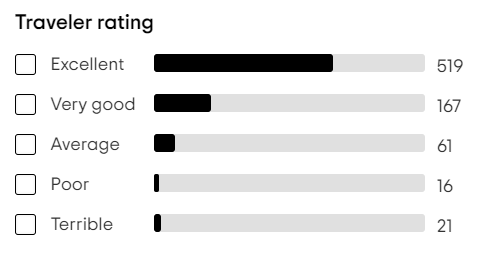 Traveler rating
Excellent 519
Very good 167
Average 61
Poor 16
Terrible 21